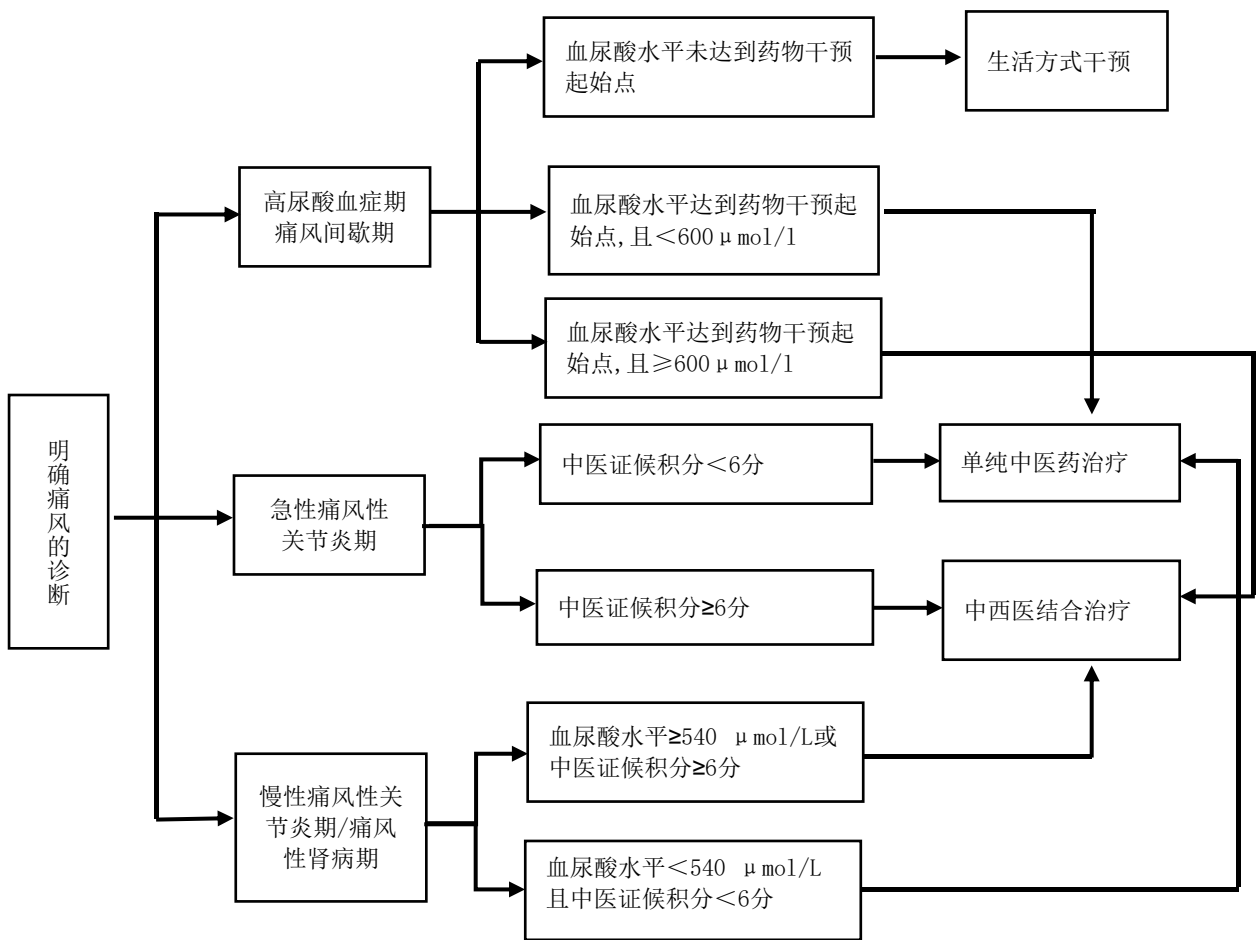 血尿酸水平未达到药物干预
起始点
生活方式干预
高尿酸血症期
痛风间歇期
血尿酸水平达到药物干预起
始点,且＜600μmol/l
血尿酸水平达到药物干预起
始点,且≥600μmol/l
明确痛风的诊断
急性痛风性
关节炎期
中医证候积分＜6分
单纯中医药治疗
中医证候积分≥6分
中西医结合治疗
慢性痛风性关
节炎期/痛风
性肾病期
血尿酸水平≥540 μmol/L或
中医证候积分≥6分
血尿酸水平＜540 μmol/L
且中医证候积分＜6分